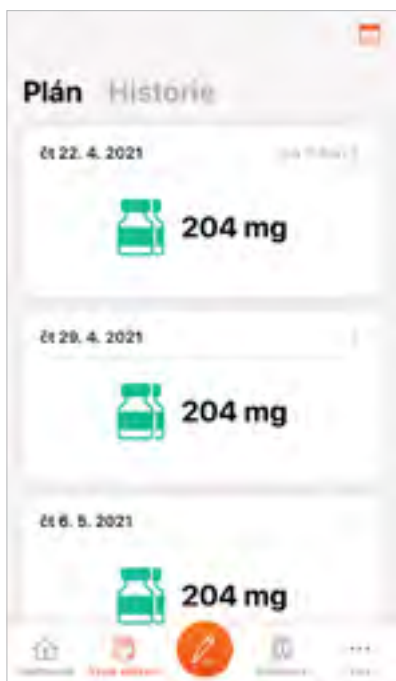 Plán Historie
čt 22. 4. 2021
204 mg
čt 29. 4. 2021
204 mg
čt 6. 5. 2021
204 mg